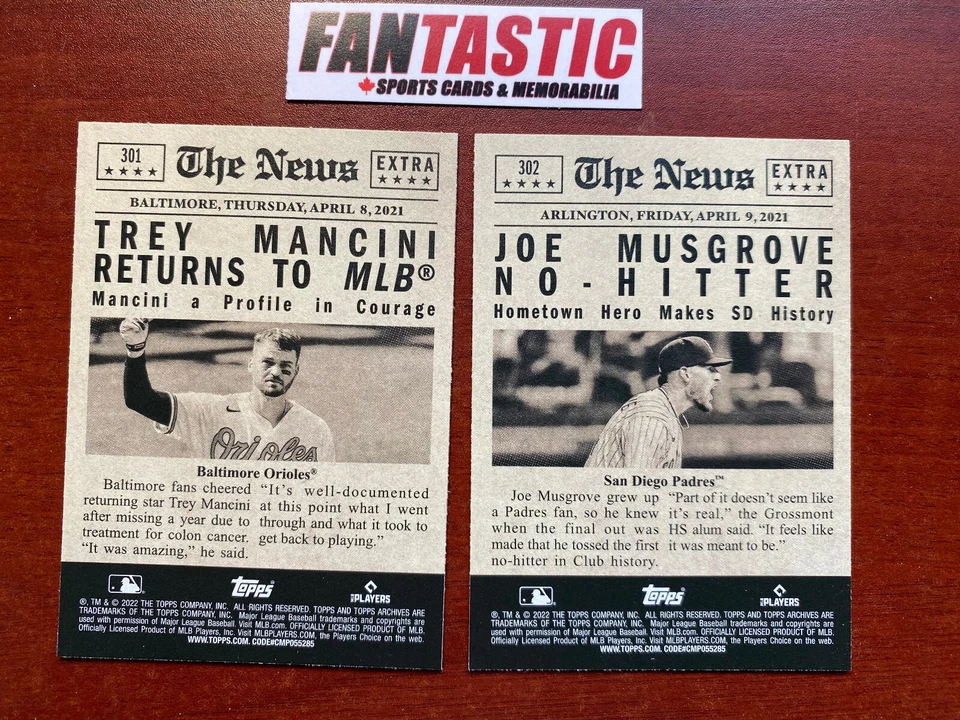 FANTASTIC
SPORTS CARDS & MEMORABILIA
301
The News
EXTRA
BALTIMORE, THURSDAY, APRIL 8, 2021
TREY MANCINI
RETURNS TO MLB®
Mancini a Profile in Courage
Orioles
Baltimore Orioles®
Baltimore fans cheered
returning star Trey Mancini
after missing a year due to
treatment for colon cancer.
“It was amazing,” he said.
“It’s well-documented
at this point what I went
through and what it took to
get back to playing.”
Topps
MLB PLAYERS
®, TM & © 2022 THE TOPPS COMPANY, INC. ALL RIGHTS RESERVED. TOPPS AND TOPPS ARCHIVES ARE
TRADEMARKS OF THE TOPPS COMPANY, INC. Major League Baseball trademarks and copyrights are
used with permission of Major League Baseball. Visit MLB.com. OFFICIALLY LICENSED PRODUCT OF MLB.
Officially Licensed Product of MLB Players, Inc. Visit MLBPLAYERS.COM, the Players Choice on the web.
WWW.TOPPS.COM. CODE#CMP055285
302
The News
EXTRA
ARLINGTON, FRIDAY, APRIL 9, 2021
JOE MUSGROVE
NO-HITTER
Hometown Hero Makes SD History
San Diego Padres™
Joe Musgrove grew up
a Padres fan, so he knew
when the final out was
made that he tossed the first
no-hitter in Club history.
“Part of it doesn’t seem like
it’s real,” the Grossmont
HS alum said. “It feels like
it was meant to be.”
Topps
MLB PLAYERS
®, TM & © 2022 THE TOPPS COMPANY, INC. ALL RIGHTS RESERVED. TOPPS AND TOPPS ARCHIVES ARE
TRADEMARKS OF THE TOPPS COMPANY, INC. Major League Baseball trademarks and copyrights are
used with permission of Major League Baseball. Visit MLB.com. OFFICIALLY LICENSED PRODUCT OF MLB.
Officially Licensed Product of MLB Players, Inc. Visit MLBPLAYERS.COM, the Players Choice on the web.
WWW.TOPPS.COM. CODE#CMP055285